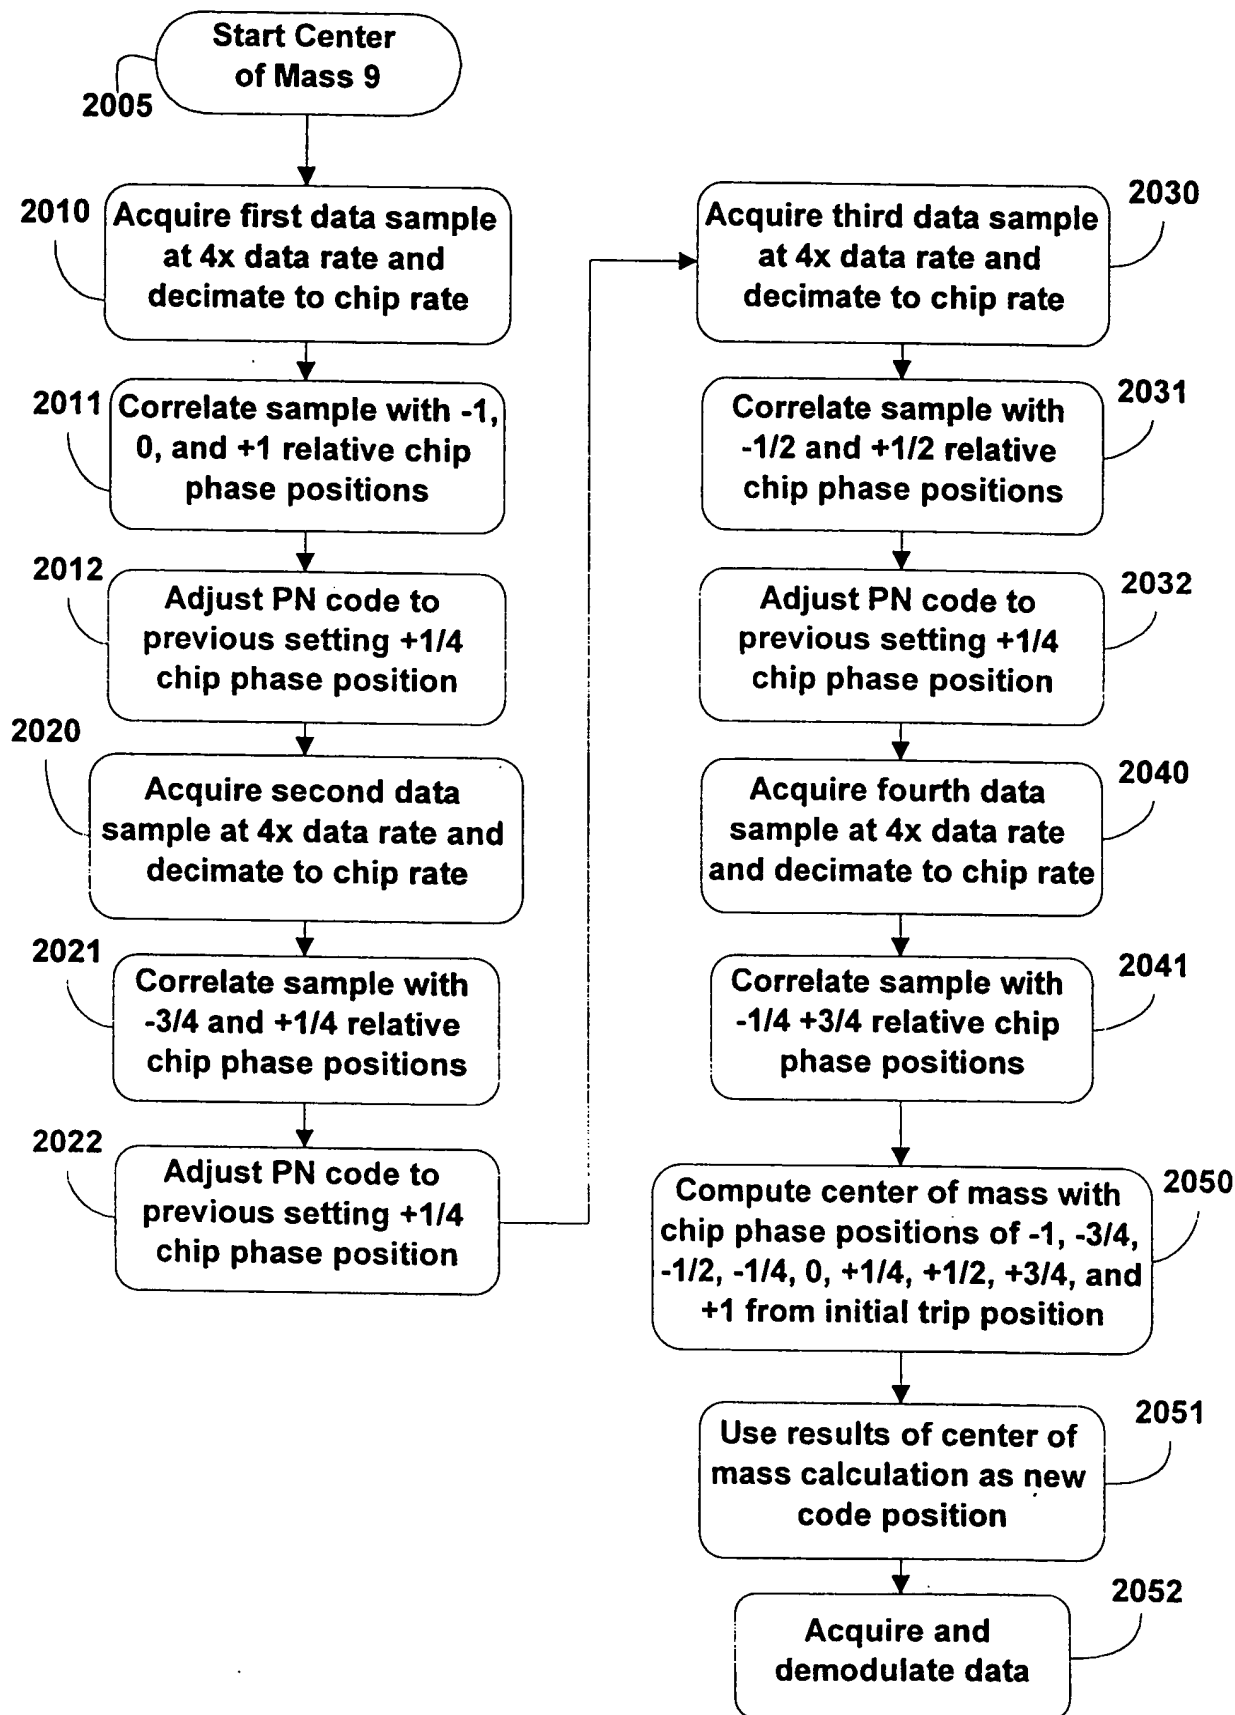 Start Center
of Mass 9
2005
2010
Acquire first data sample
at 4x data rate and
decimate to chip rate
2011
Correlate sample with -1,
0, and +1 relative chip
phase positions
2012
Adjust PN code to
previous setting +1/4
chip phase position
2020
Acquire second data
sample at 4x data rate and
decimate to chip rate
2021
Correlate sample with
-3/4 and +1/4 relative
chip phase positions
2022
Adjust PN code to
previous setting +1/4
chip phase position
2030
Acquire third data sample
at 4x data rate and
decimate to chip rate
2031
Correlate sample with
-1/2 and +1/2 relative
chip phase positions
2032
Adjust PN code to
previous setting +1/4
chip phase position
2040
Acquire fourth data
sample at 4x data rate
and decimate to chip rate
2041
Correlate sample with
-1/4 +3/4 relative chip
phase positions
2050
Compute center of mass with
chip phase positions of -1, -3/4,
-1/2, -1/4, 0, +1/4, +1/2, +3/4, and
+1 from initial trip position
2051
Use results of center of
mass calculation as new
code position
2052
Acquire and
demodulate data